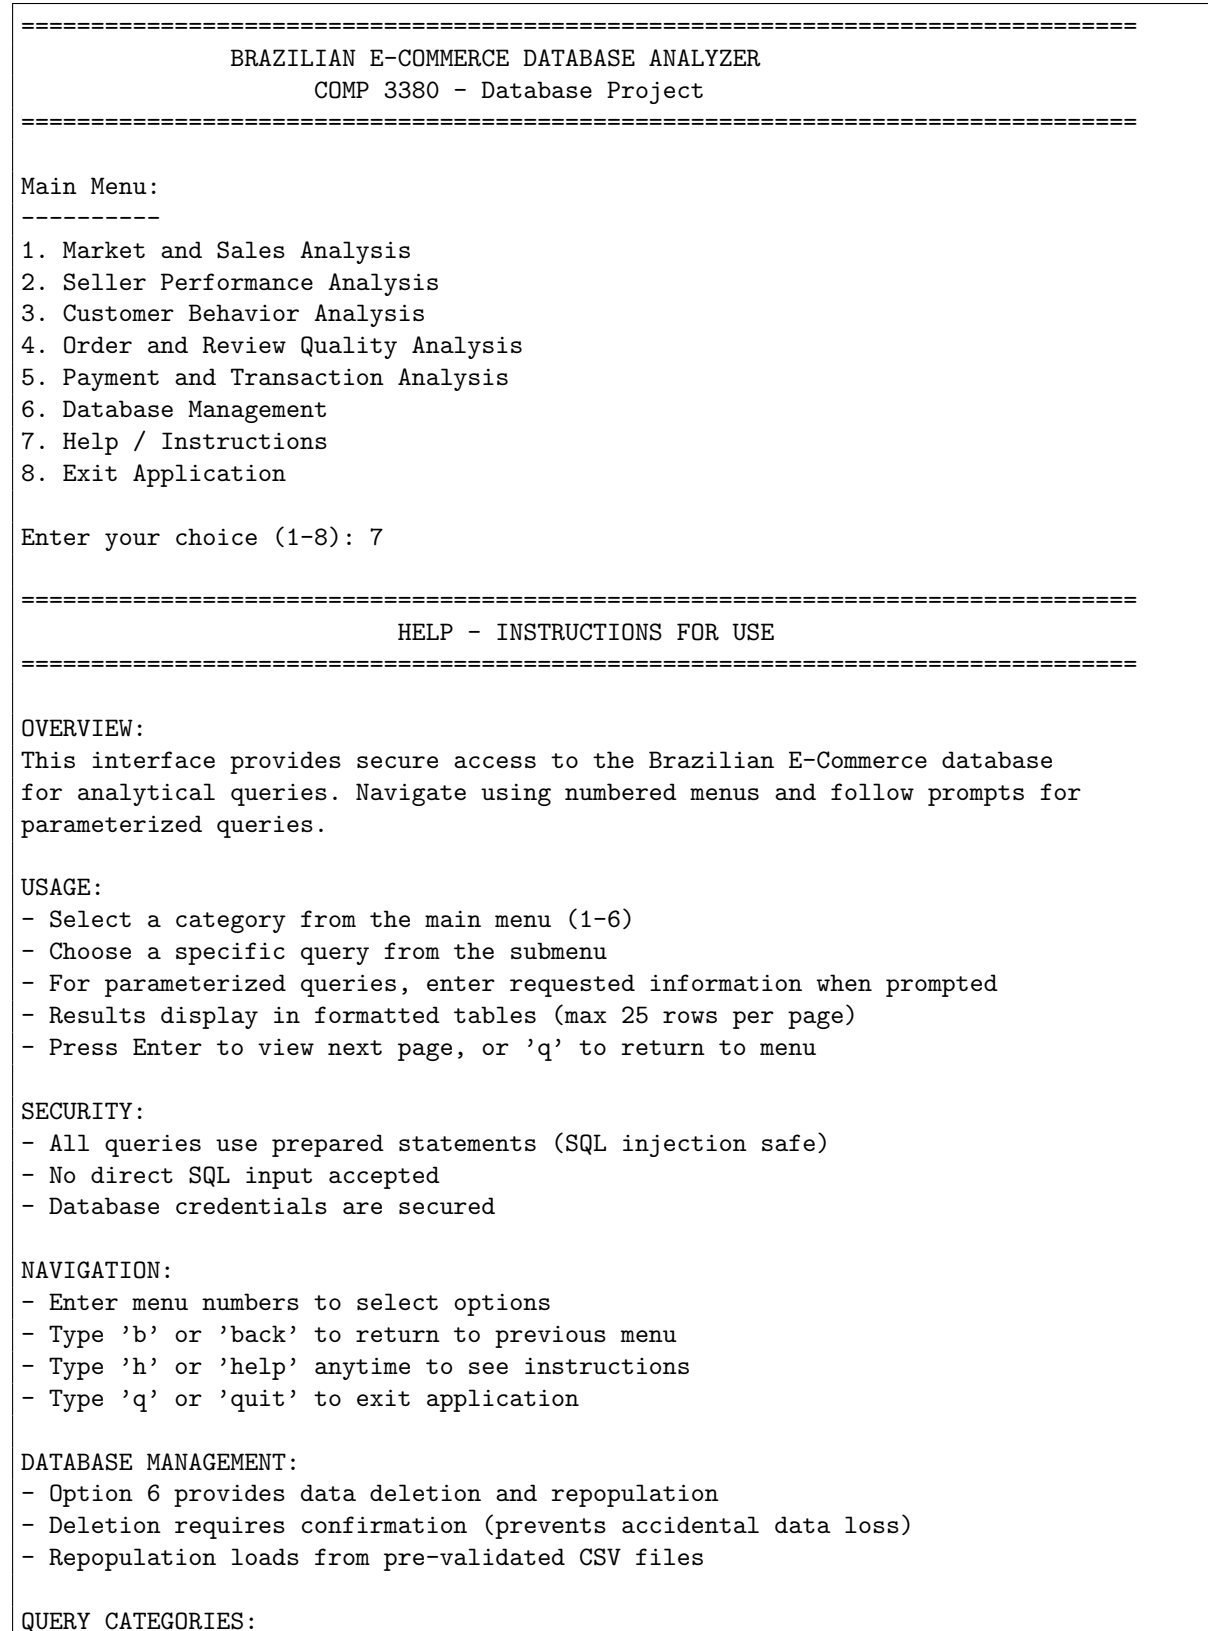 ================================================================================
BRAZILIAN E-COMMERCE DATABASE ANALYZER
COMP 3380 - Database Project
================================================================================
Main Menu:
----------
1. Market and Sales Analysis
2. Seller Performance Analysis
3. Customer Behavior Analysis
4. Order and Review Quality Analysis
5. Payment and Transaction Analysis
6. Database Management
7. Help / Instructions
8. Exit Application
Enter your choice (1-8): 7
================================================================================
HELP - INSTRUCTIONS FOR USE
================================================================================
OVERVIEW:
This interface provides secure access to the Brazilian E-Commerce database
for analytical queries. Navigate using numbered menus and follow prompts for
parameterized queries.
USAGE:
- Select a category from the main menu (1-6)
- Choose a specific query from the submenu
- For parameterized queries, enter requested information when prompted
- Results display in formatted tables (max 25 rows per page)
- Press Enter to view next page, or ’q’ to return to menu
SECURITY:
- All queries use prepared statements (SQL injection safe)
- No direct SQL input accepted
- Database credentials are secured
NAVIGATION:
- Enter menu numbers to select options
- Type ’b’ or ’back’ to return to previous menu
- Type ’h’ or ’help’ anytime to see instructions
- Type ’q’ or ’quit’ to exit application
DATABASE MANAGEMENT:
- Option 6 provides data deletion and repopulation
- Deletion requires confirmation (prevents accidental data loss)
- Repopulation loads from pre-validated CSV files
QUERY CATEGORIES: